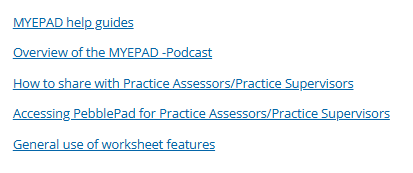 MYEPAD help guides
Overview of the MYEPAD -Podcast
How to share with Practice Assessors/Practice Supervisors
Accessing PebblePad for Practice Assessors/Practice Supervisors
General use of worksheet features